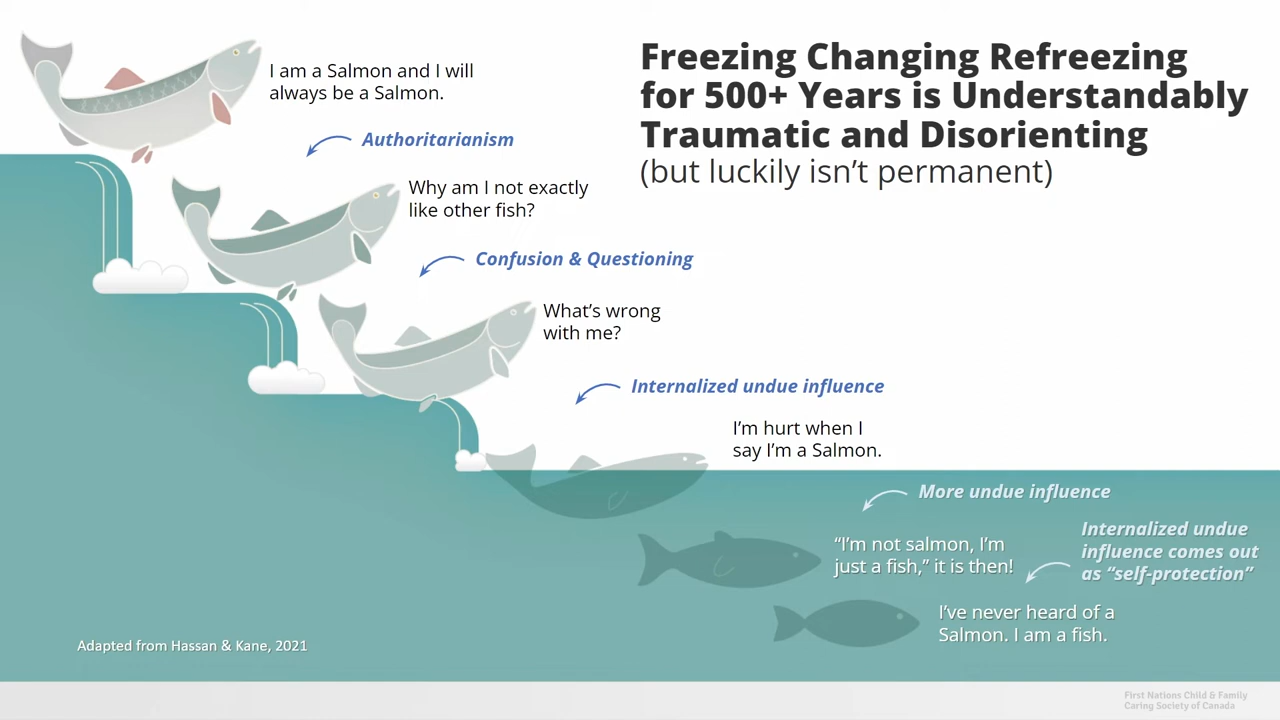 Freezing Changing Refreezing
for 500+ Years is Understandably
Traumatic and Disorienting
(but luckily isn’t permanent)
I am a Salmon and I will
always be a Salmon.
Authoritarianism
Why am I not exactly
like other fish?
Confusion & Questioning
What’s wrong
with me?
Internalized undue influence
I’m hurt when I
say I’m a Salmon.
More undue influence
“I’m not salmon, I’m
just a fish,” it is then!
Internalized undue
influence comes out
as “self-protection”
I’ve never heard of a
Salmon. I am a fish.
Adapted from Hassan & Kane, 2021
First Nations Child & Family
Caring Society of Canada